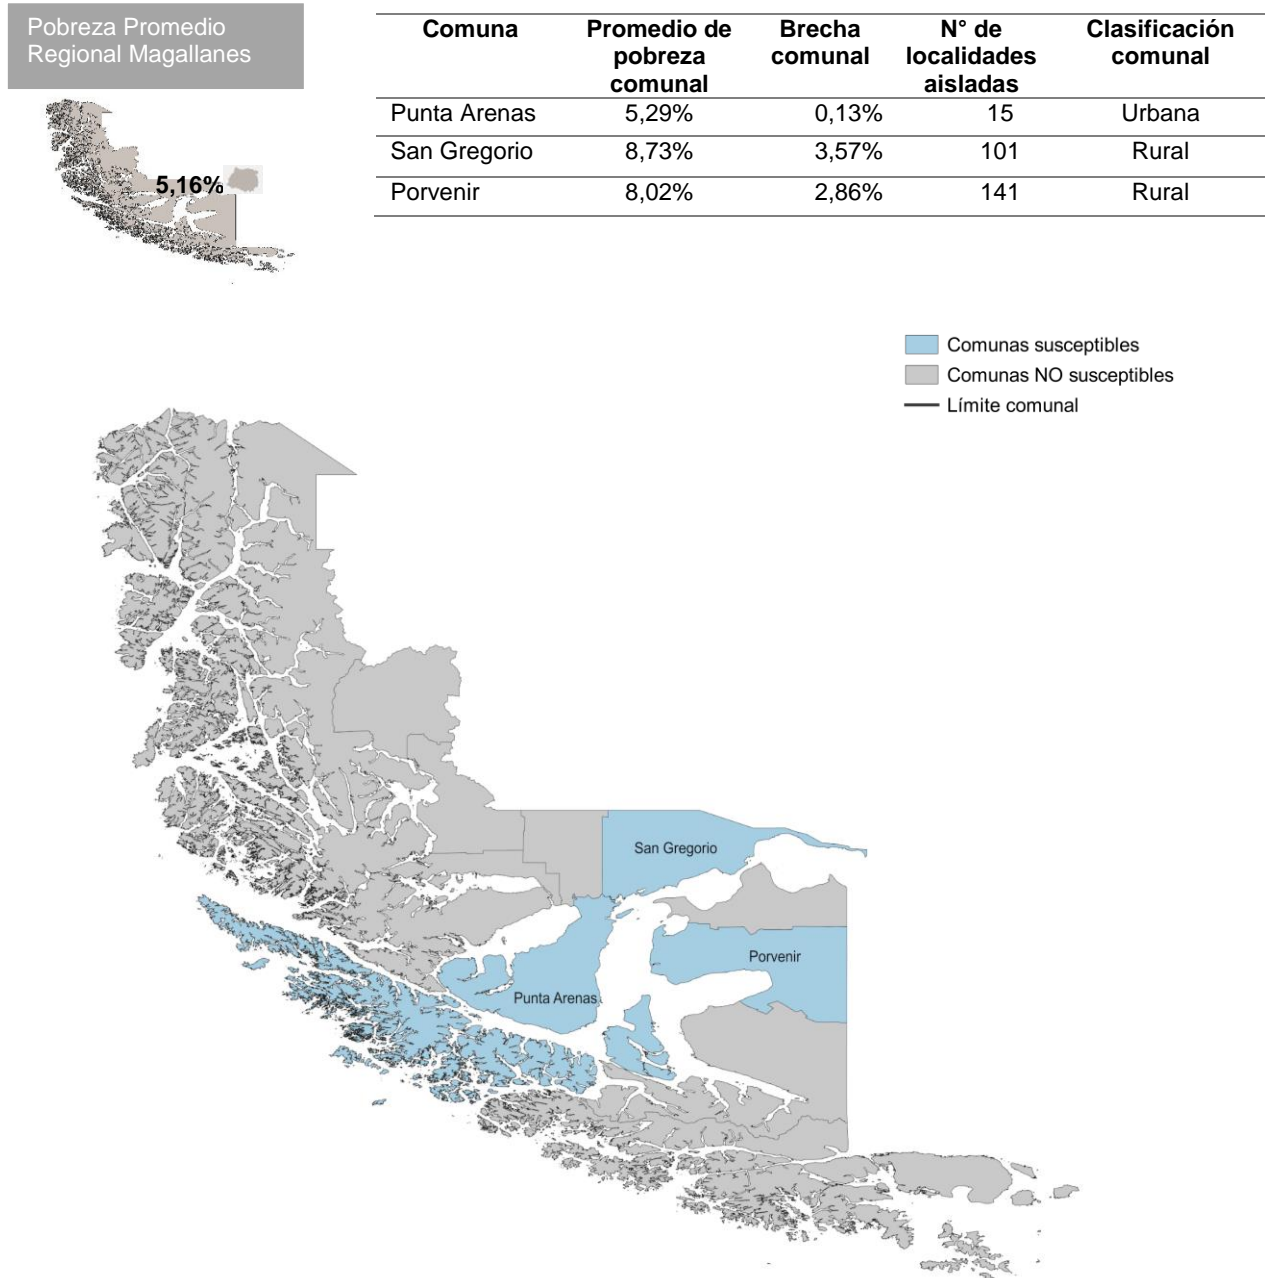 Pobreza Promedio
Regional Magallanes
5,16%
Comuna Promedio de pobreza comunal Brecha comunal N° de localidades aisladas Clasificación comunal
Punta Arenas 5,29% 0,13% 15 Urbana
San Gregorio 8,73% 3,57% 101 Rural
Porvenir 8,02% 2,86% 141 Rural
Comunas susceptibles
Comunas NO susceptibles
Límite comunal
San Gregorio
Porvenir
Punta Arenas